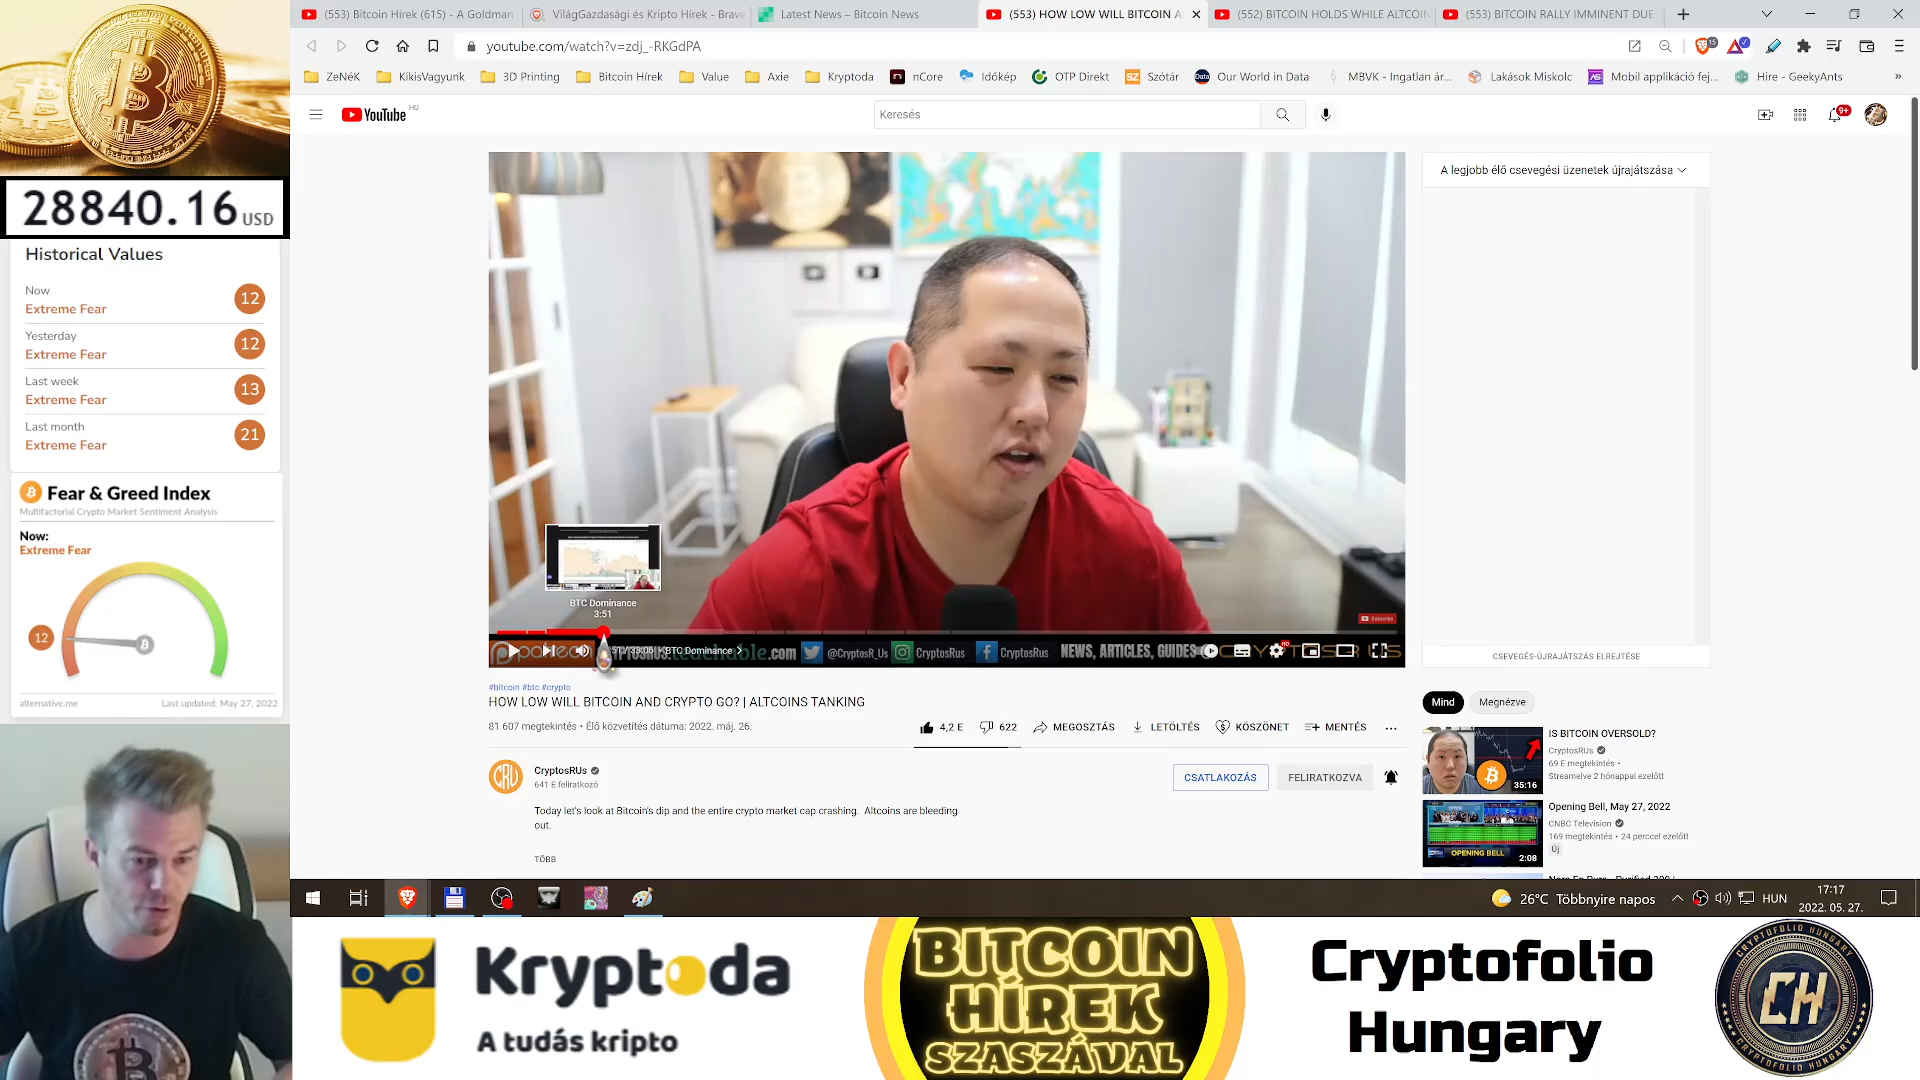 (553) Bitcoin Hírek (615) - A Goldman
VilágGazdasági és Kripto Hírek - Brave
Latest News – Bitcoin News
(553) HOW LOW WILL BITCOIN A
(552) BITCOIN HOLDS WHILE ALTCOIN
(553) BITCOIN RALLY IMMINENT DUE
youtube.com/watch?v=zdj_-RKGdPA
15
ZeNéK
KikisVagyunk
3D Printing
Bitcoin Hírek
Value
Axie
Kryptoda
nCore
Időkép
OTP Direkt
SZ Szótár
Our World in Data
MBVK - Ingatlan ár...
Lakások Miskolc
Mobil applikáció fej...
Hire - GeekyAnts
»
YouTube HU
Keresés
9+
28840.16 USD
Historical Values
Now
Extreme Fear
12
Yesterday
Extreme Fear
12
Last week
Extreme Fear
13
Last month
Extreme Fear
21
Fear & Greed Index
Multifactorial Crypto Market Sentiment Analysis
Now:
Extreme Fear
12
alternative.me
Last updated: May 27, 2022
A legjobb élő csevegési üzenetek újrajátszása
BTC Dominance
3:51
Subscribe
33:06 • BTC Dominance
@CryptosR_Us
CryptosRus
CryptosRus
NEWS, ARTICLES, GUIDES
CSEVEGÉS-ÚJRAJÁTSZÁS ELREJTÉSE
#bitcoin #btc #crypto
HOW LOW WILL BITCOIN AND CRYPTO GO? | ALTCOINS TANKING
81 607 megtekintés • Élő közvetítés dátuma: 2022. máj. 26.
4,2 E
622
MEGOSZTÁS
LETÖLTÉS
KÖSZÖNET
MENTÉS
...
CRU
CryptosRUs
641 E feliratkozó
CSATLAKOZÁS
FELIRATKOZVA
Today let's look at Bitcoin's dip and the entire crypto market cap crashing. Altcoins are bleeding
out.
TÖBB
Mind
Megnézve
IS BITCOIN OVERSOLD?
CryptosRUs
69 E megtekintés •
Streamelve 2 hónappal ezelőtt
35:16
Opening Bell, May 27, 2022
CNBC Television
169 megtekintés • 24 perccel ezelőtt
Új
OPENING BELL
2:08
26°C Többnyire napos
HUN
17:17
2022. 05. 27.
Kryptoda
A tudás kripto
BITCOIN
HÍREK
SZASZÁVAL
Cryptofolio
Hungary
CRYPTOFOLIO HUNGARY
CH
CRYPTOFOLIO HUNGARY